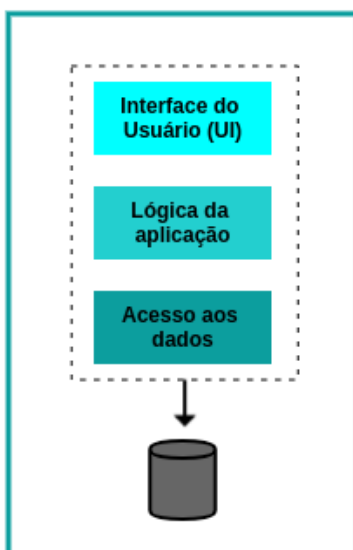 Interface do
Usuário (UI)
Lógica da
aplicação
Acesso aos
dados